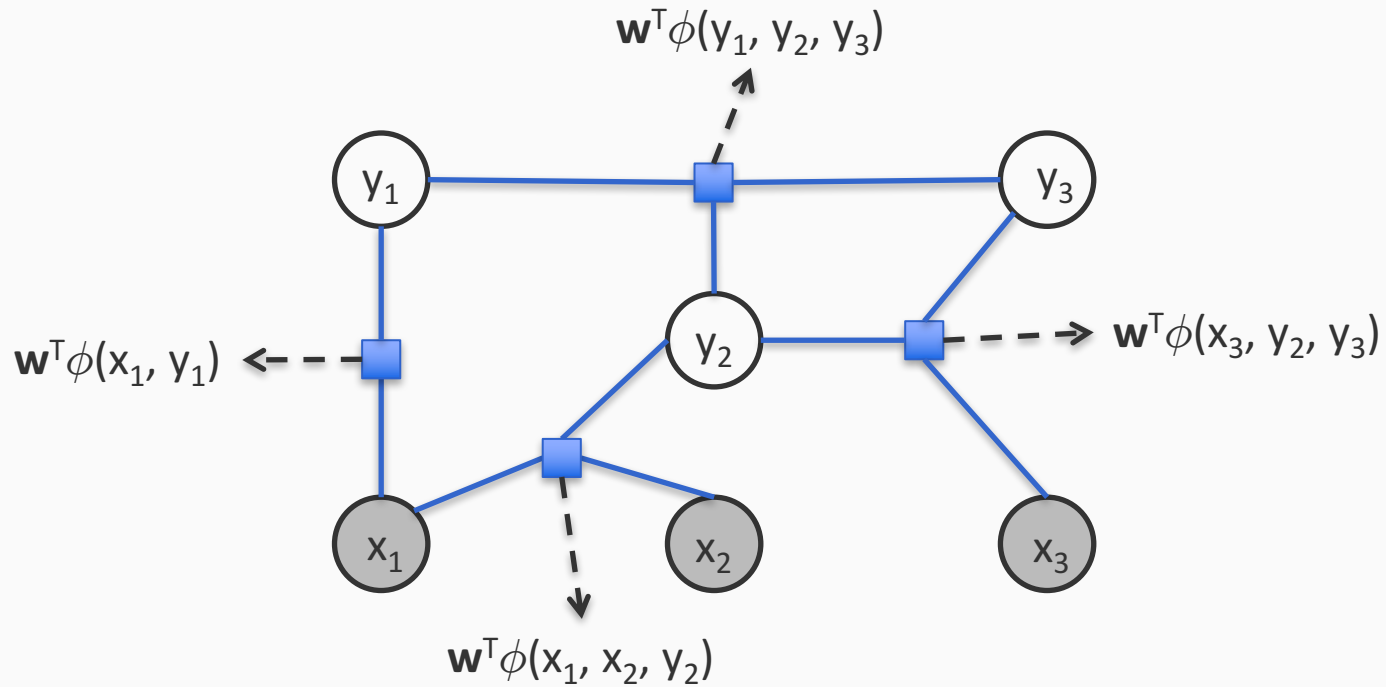 𝐰ᵀϕ(y₁, y₂, y₃)
y₁
y₃
y₂
𝐰ᵀϕ(x₁, y₁)
𝐰ᵀϕ(x₃, y₂, y₃)
x₁
x₂
x₃
𝐰ᵀϕ(x₁, x₂, y₂)